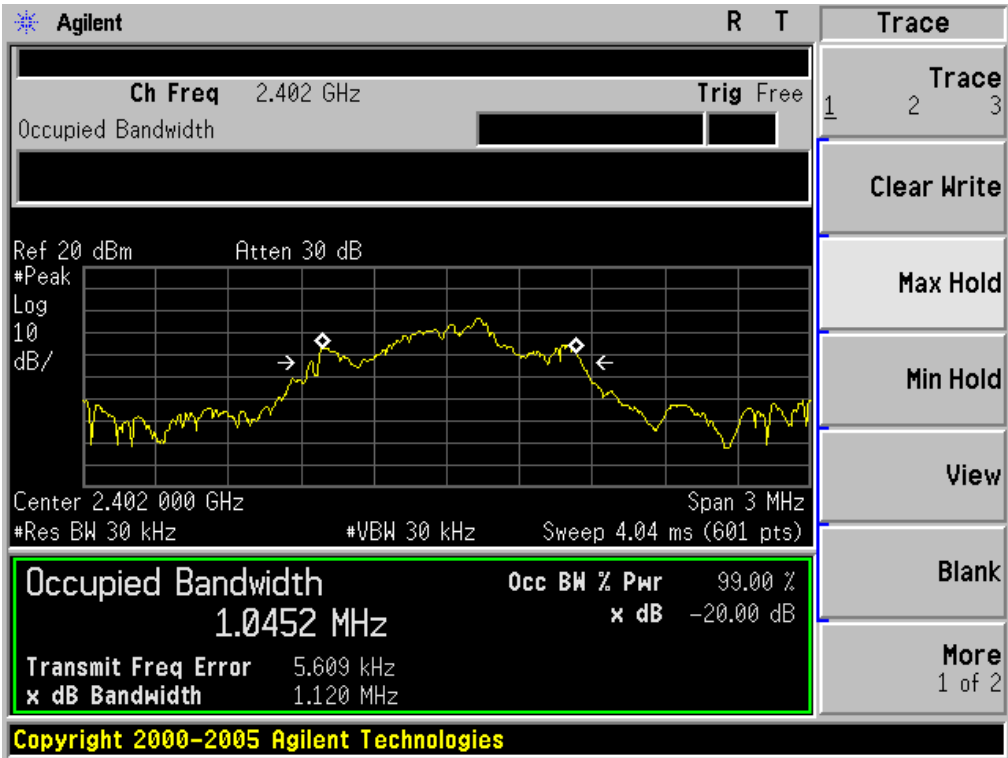 Agilent R T
Trace
Ch Freq 2.402 GHz Trig Free
Occupied Bandwidth
Trace
1 2 3
Clear Write
Max Hold
Min Hold
View
Blank
More
1 of 2
Ref 20 dBm Atten 30 dB
#Peak
Log
10
dB/
Center 2.402 000 GHz Span 3 MHz
#Res BW 30 kHz #VBW 30 kHz Sweep 4.04 ms (601 pts)
Occupied Bandwidth Occ BW % Pwr 99.00 %
1.0452 MHz x dB -20.00 dB
Transmit Freq Error 5.609 kHz
x dB Bandwidth 1.120 MHz
Copyright 2000-2005 Agilent Technologies